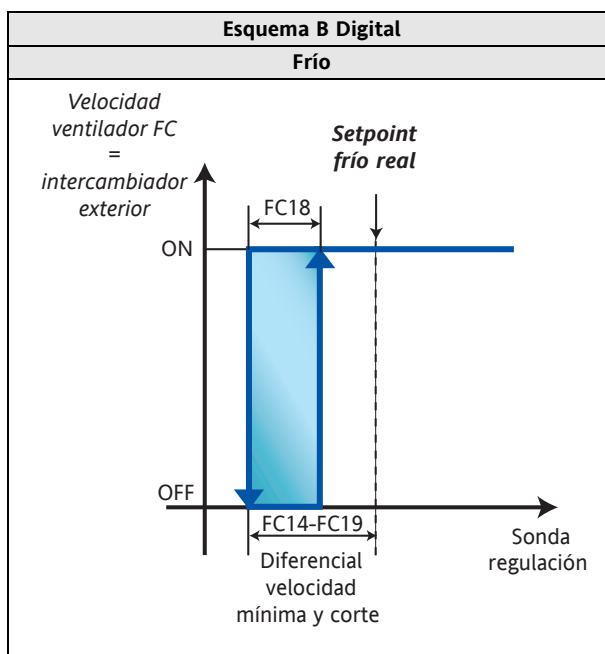 Esquema B Digital
Frío
Velocidad
ventilador FC
=
intercambiador
exterior
Setpoint
frío real
FC18
ON
OFF
FC14-FC19
Diferencial
velocidad
mínima y corte
Sonda
regulación